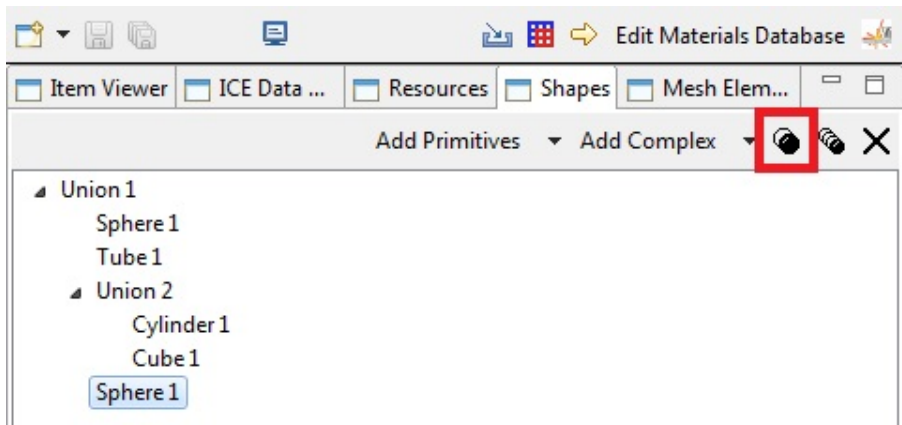 Edit Materials Database
Item Viewer ICE Data ... Resources Shapes Mesh Elem...
Add Primitives Add Complex
Union 1
Sphere 1
Tube 1
Union 2
Cylinder 1
Cube 1
Sphere 1